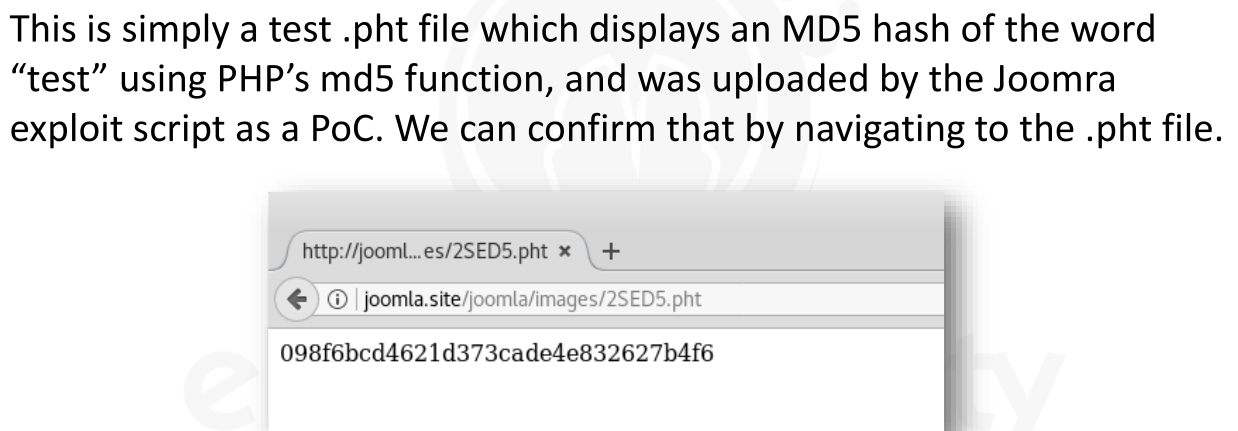 This is simply a test .pht file which displays an MD5 hash of the word
“test” using PHP’s md5 function, and was uploaded by the Joomra
exploit script as a PoC. We can confirm that by navigating to the .pht file.
http://jooml...es/2SED5.pht × +
joomla.site/joomla/images/2SED5.pht
098f6bcd4621d373cade4e832627b4f6